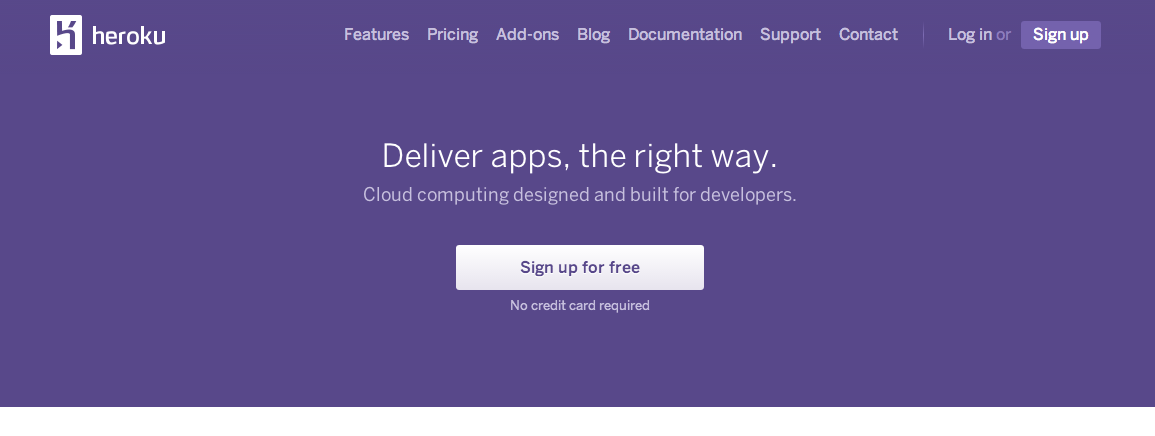 heroku
Features Pricing Add-ons Blog Documentation Support Contact Log in or Sign up
Deliver apps, the right way.
Cloud computing designed and built for developers.
Sign up for free
No credit card required